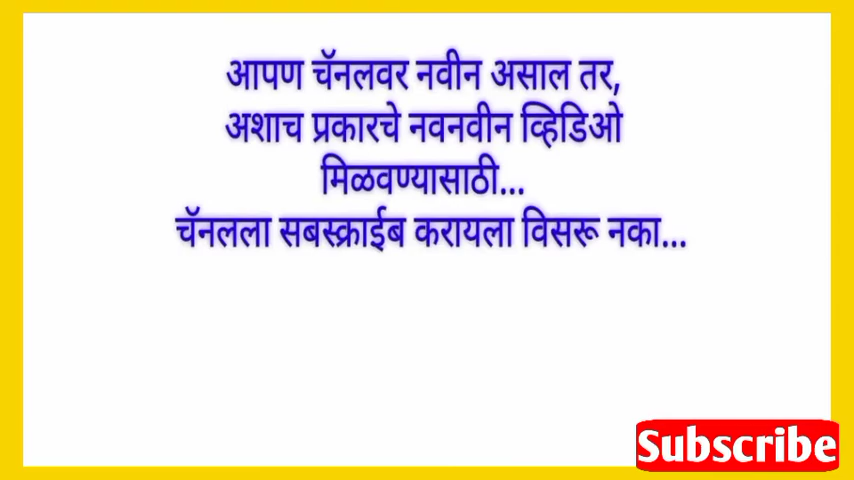 आपण चॅनलवर नवीन असाल तर,
अशाच प्रकारचे नवनवीन व्हिडिओ
मिळवण्यासाठी...
चॅनलला सबस्क्राईब करायला विसरू नका...
Subscribe